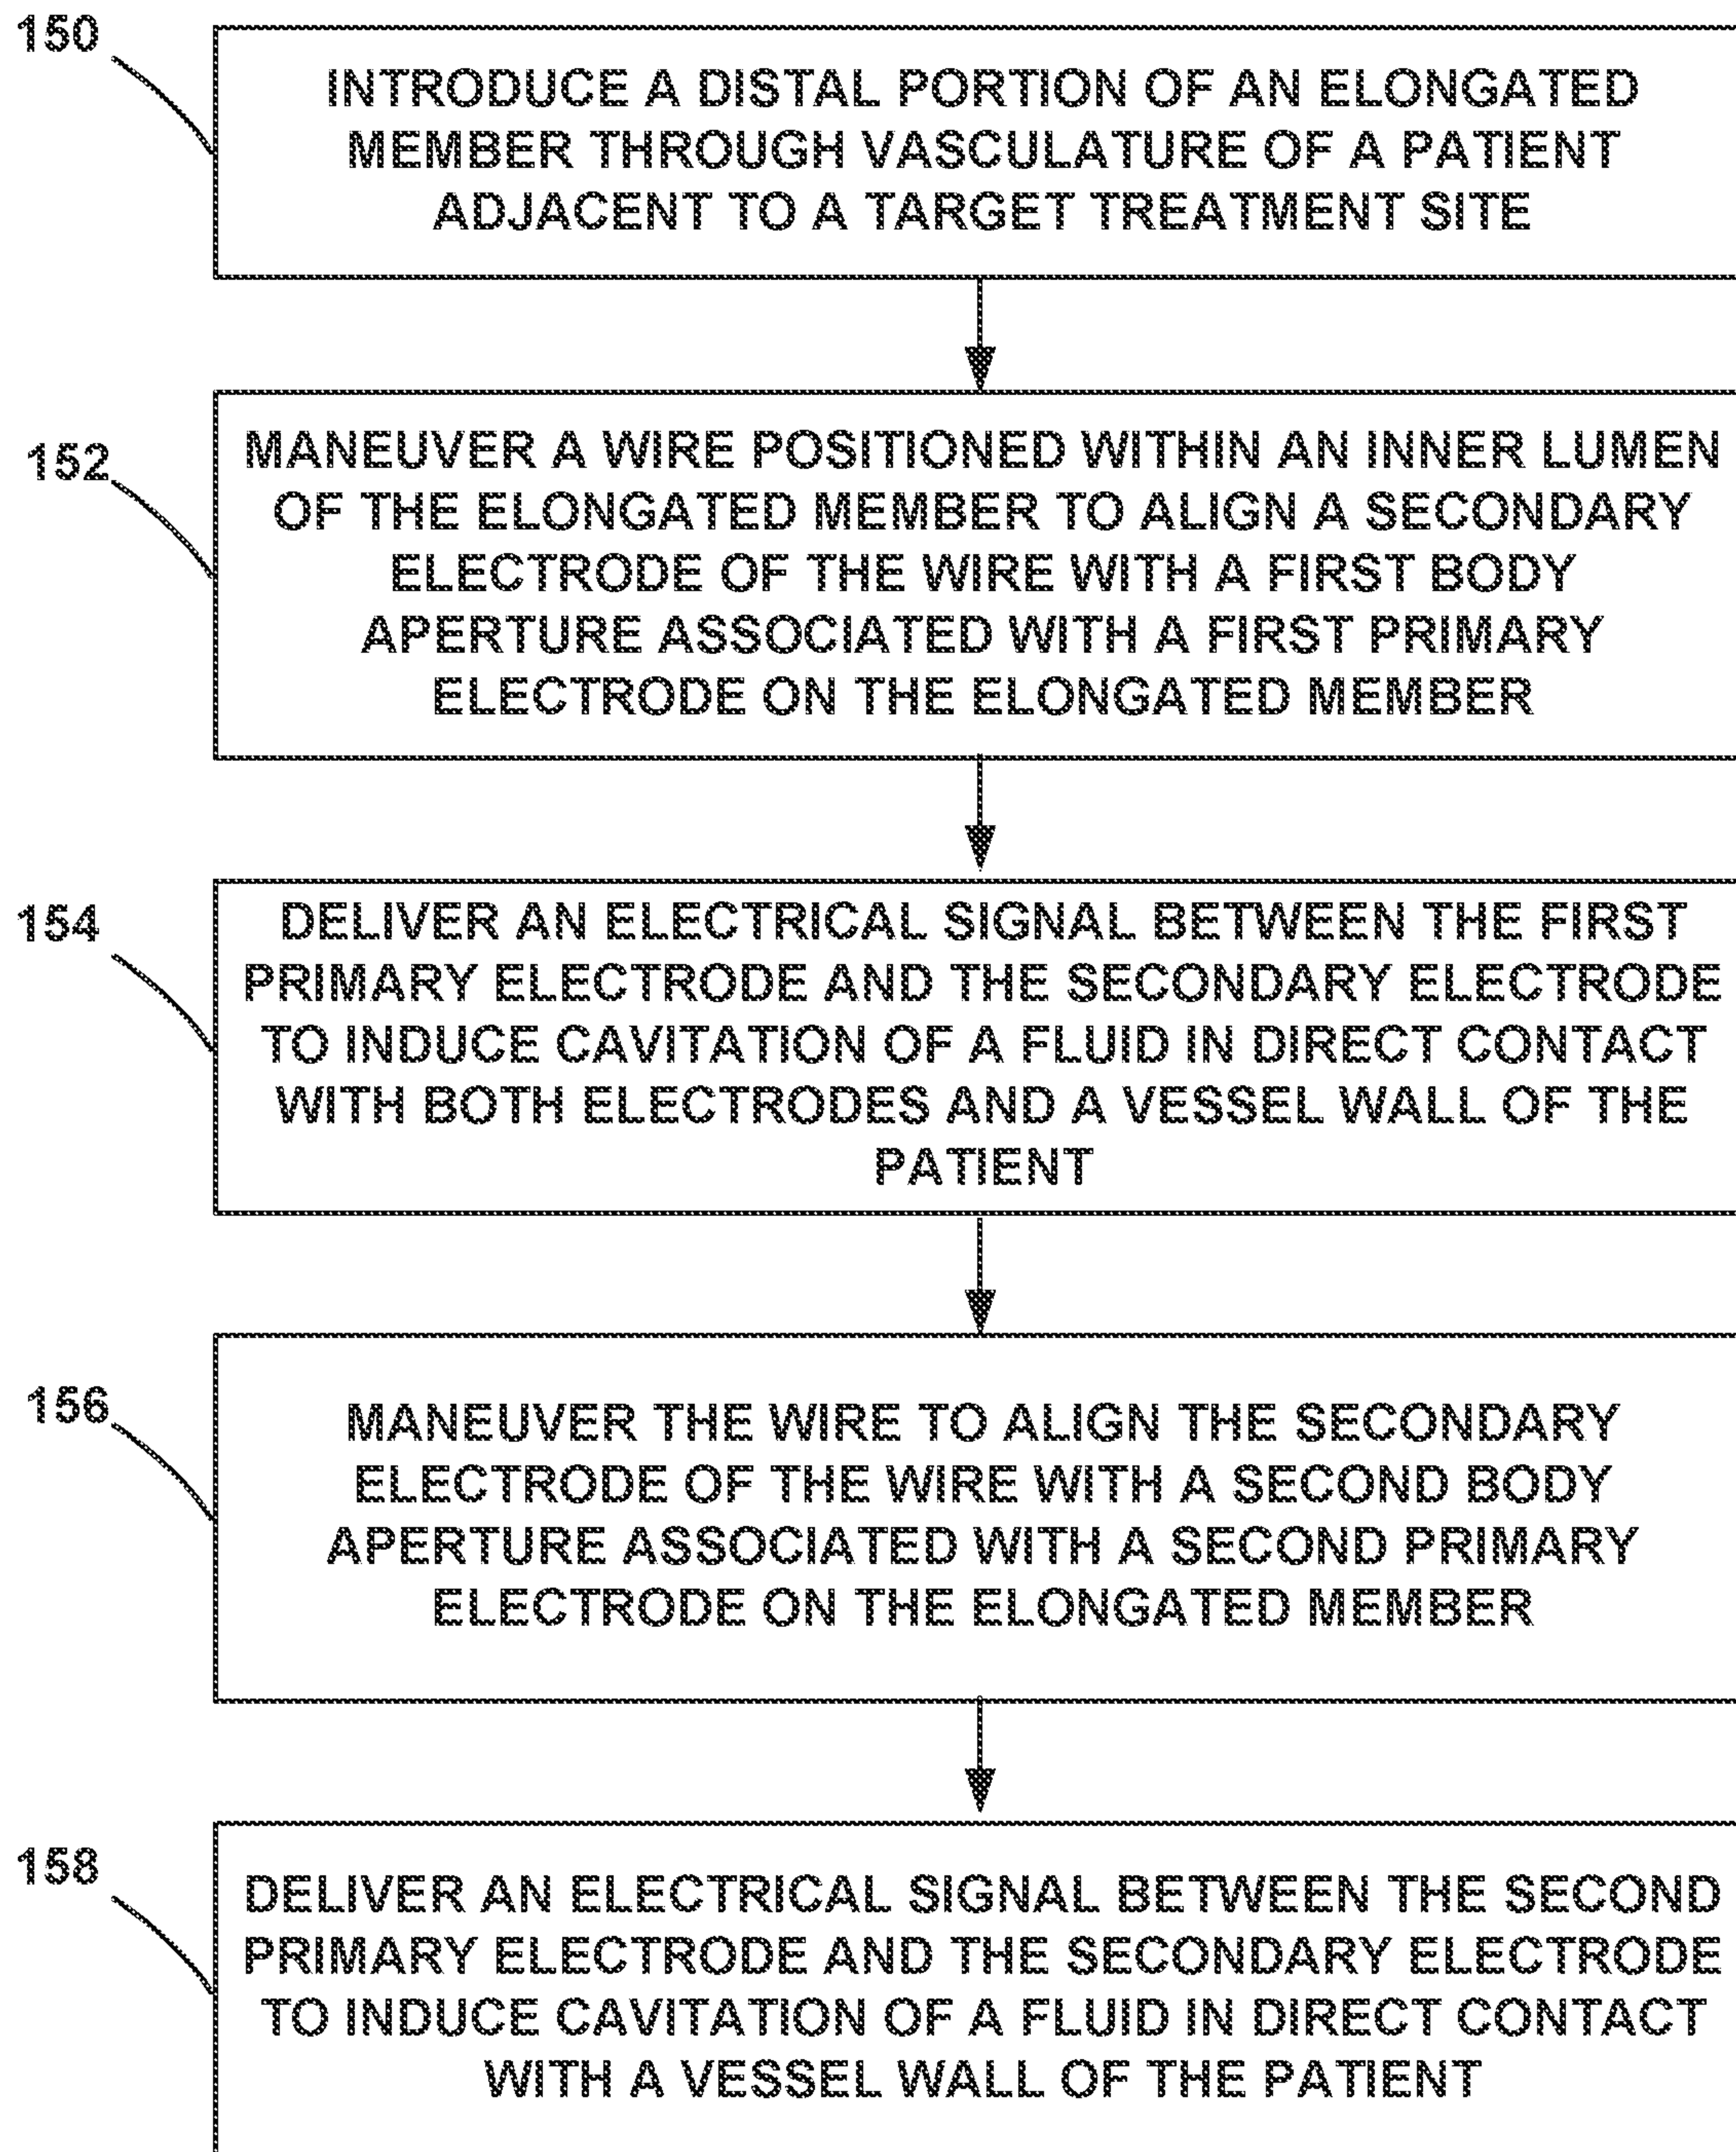 150
INTRODUCE A DISTAL PORTION OF AN ELONGATED
MEMBER THROUGH VASCULATURE OF A PATIENT
ADJACENT TO A TARGET TREATMENT SITE
152
MANEUVER A WIRE POSITIONED WITHIN AN INNER LUMEN
OF THE ELONGATED MEMBER TO ALIGN A SECONDARY
ELECTRODE OF THE WIRE WITH A FIRST BODY
APERTURE ASSOCIATED WITH A FIRST PRIMARY
ELECTRODE ON THE ELONGATED MEMBER
154
DELIVER AN ELECTRICAL SIGNAL BETWEEN THE FIRST
PRIMARY ELECTRODE AND THE SECONDARY ELECTRODE
TO INDUCE CAVITATION OF A FLUID IN DIRECT CONTACT
WITH BOTH ELECTRODES AND A VESSEL WALL OF THE
PATIENT
156
MANEUVER THE WIRE TO ALIGN THE SECONDARY
ELECTRODE OF THE WIRE WITH A SECOND BODY
APERTURE ASSOCIATED WITH A SECOND PRIMARY
ELECTRODE ON THE ELONGATED MEMBER
158
DELIVER AN ELECTRICAL SIGNAL BETWEEN THE SECOND
PRIMARY ELECTRODE AND THE SECONDARY ELECTRODE
TO INDUCE CAVITATION OF A FLUID IN DIRECT CONTACT
WITH A VESSEL WALL OF THE PATIENT